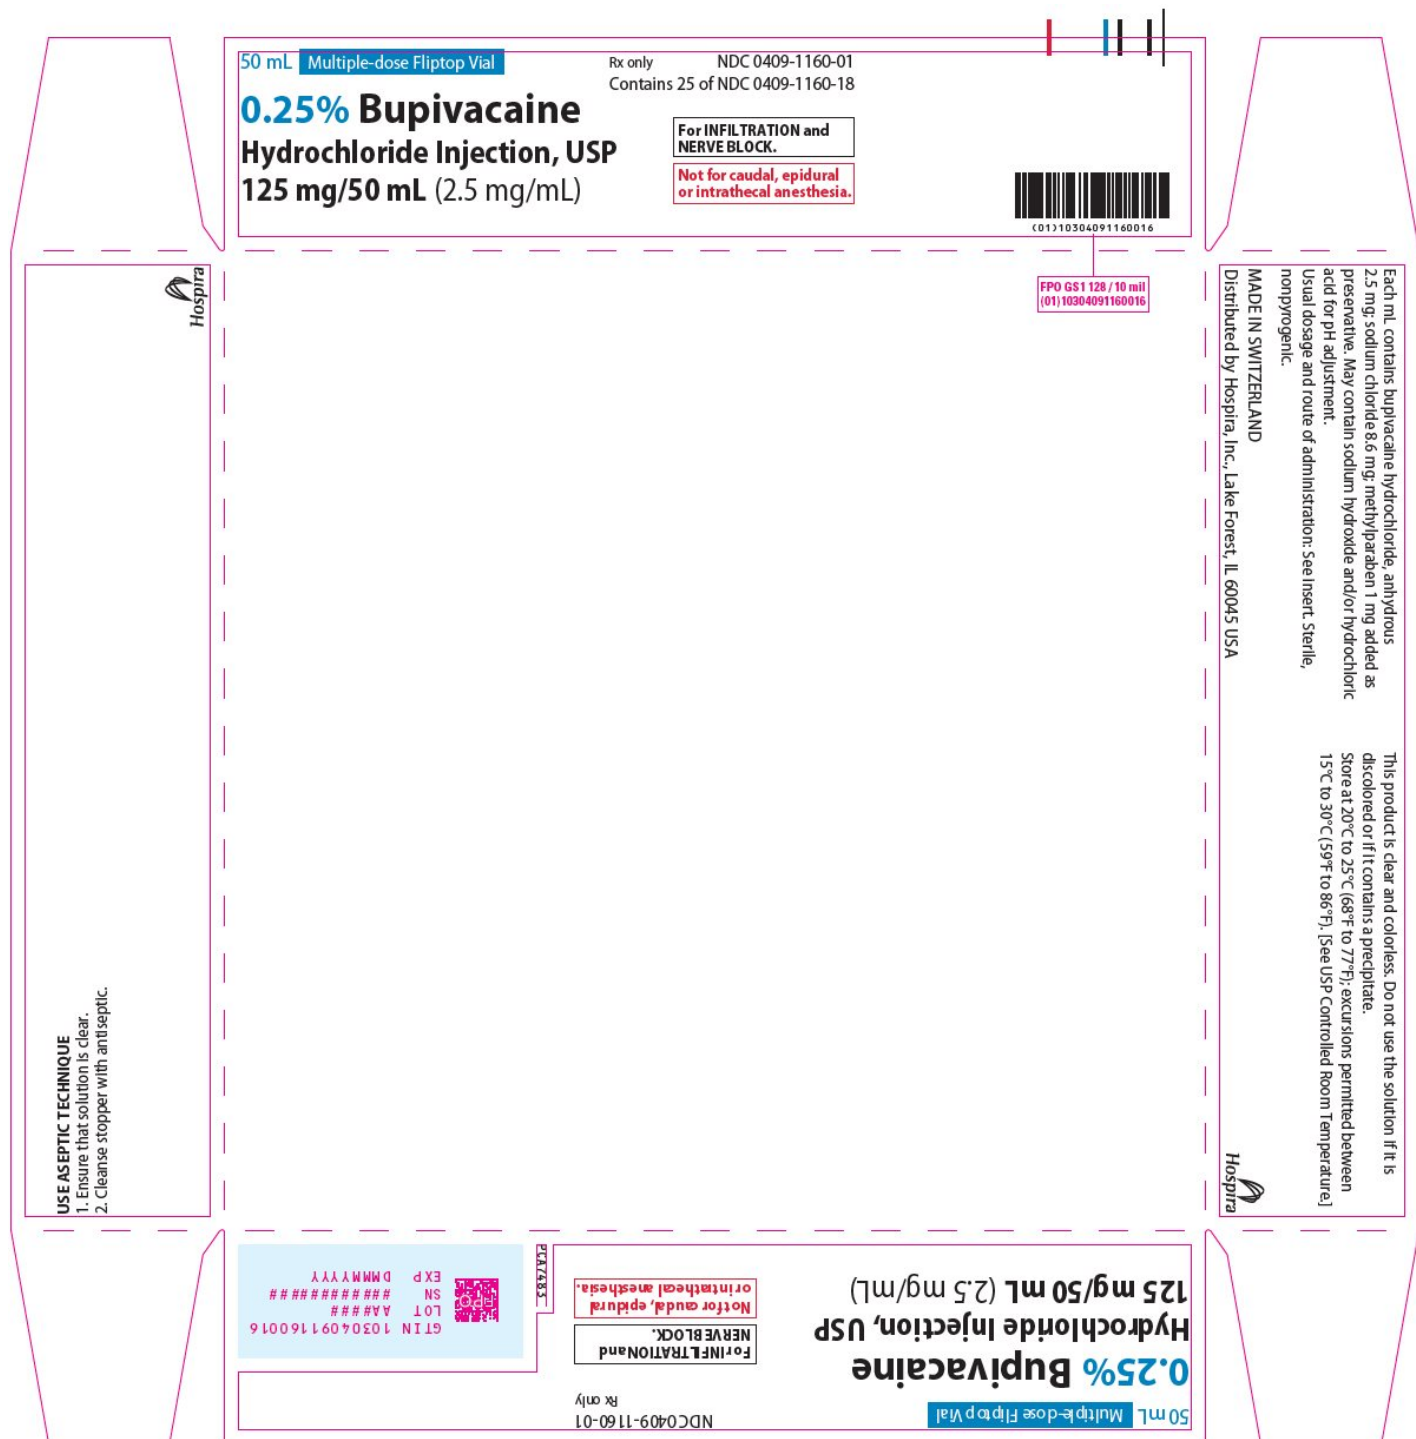 50 mL Multiple-dose Fliptop Vial
0.25% Bupivacaine
Hydrochloride Injection, USP
125 mg/50 mL (2.5 mg/mL)
Rx only NDC 0409-1160-01
Contains 25 of NDC 0409-1160-18
For INFILTRATION and
NERVE BLOCK.
Not for caudal, epidural
or intrathecal anesthesia.
(01)10304091160016
FPO GS1 128 / 10 mil
(01)10304091160016
Hospira
USE ASEPTIC TECHNIQUE
1. Ensure that solution is clear.
2. Cleanse stopper with antiseptic.
Each mL contains bupivacaine hydrochloride, anhydrous
2.5 mg; sodium chloride 8.6 mg; methylparaben 1 mg added as
preservative. May contain sodium hydroxide and/or hydrochloric
acid for pH adjustment.
Usual dosage and route of administration: See Insert. Sterile,
nonpyrogenic.
MADE IN SWITZERLAND
Distributed by Hospira, Inc., Lake Forest, IL 60045 USA
This product is clear and colorless. Do not use the solution if it is
discolored or if it contains a precipitate.
Store at 20°C to 25°C (68°F to 77°F); excursions permitted between
15°C to 30°C (59°F to 86°F). [See USP Controlled Room Temperature.]
Hospira
50 mL Multiple-dose Fliptop Vial
0.25% Bupivacaine
Hydrochloride Injection, USP
125 mg/50 mL (2.5 mg/mL)
NDC 0409-1160-01
Rx only
For INFILTRATION and
NERVE BLOCK.
Not for caudal, epidural
or intrathecal anesthesia.
PCA7485
FPO
GTIN 10304091160016
LOT AA####
SN ############
EXP DMMMYYYY